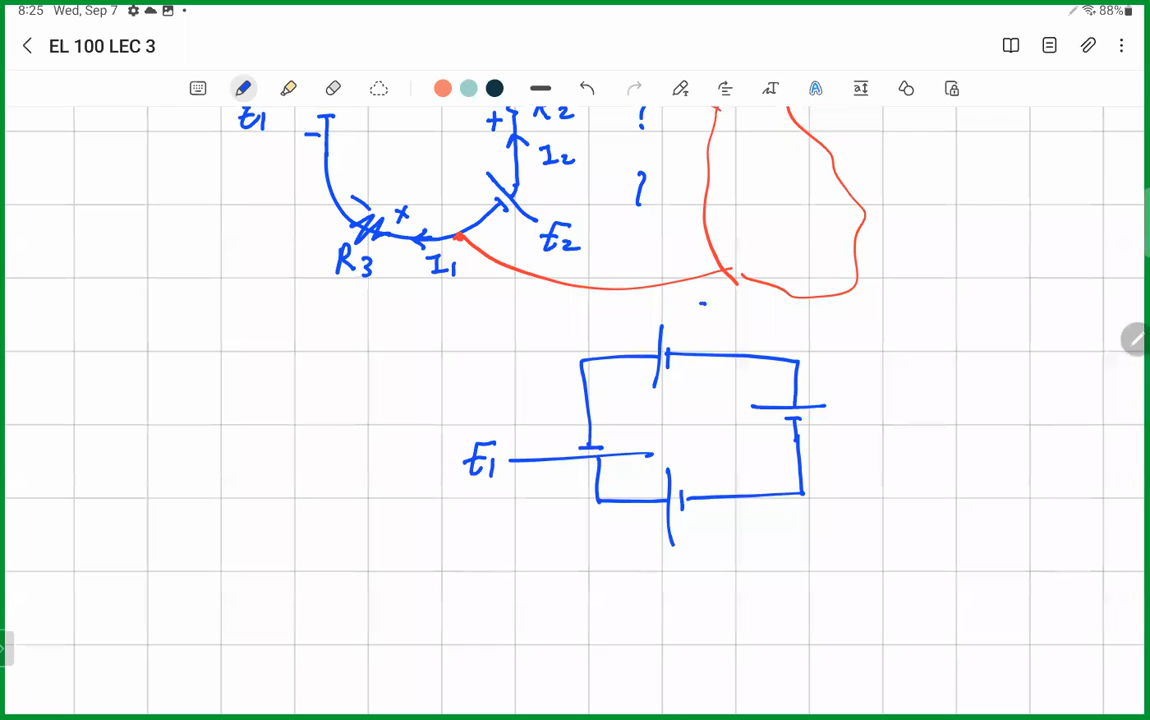 8:25 Wed, Sep 7 88%
EL 100 LEC 3
E1 - + R2 !
I2
?
x E2
R3 I1
E1